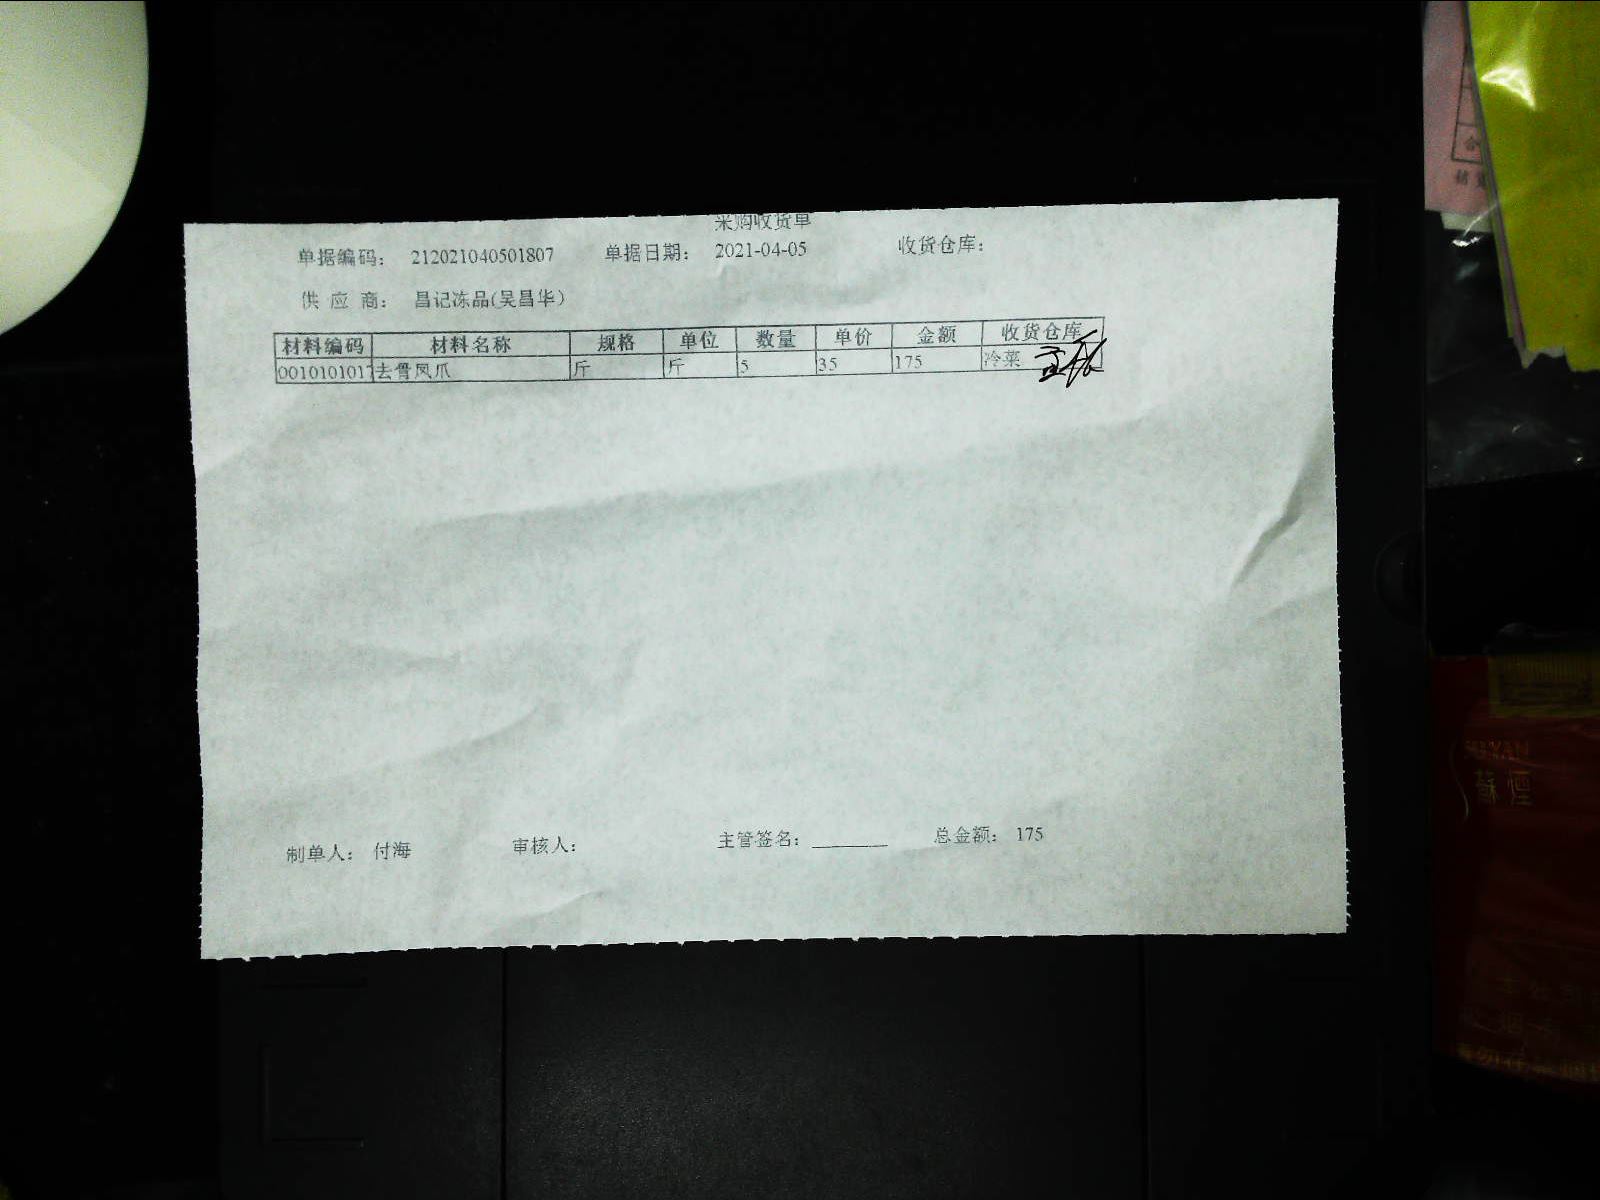 采购收货单
单据编码： 212021040501807 单据日期： 2021-04-05 收货仓库：
供 应 商： 昌记冻品(吴昌华)
材料编码 材料名称 规格 单位 数量 单价 金额 收货仓库
0010101017 去骨凤爪 斤 斤 5 35 175 冷菜
制单人： 付海 审核人： 主管签名： 总金额： 175